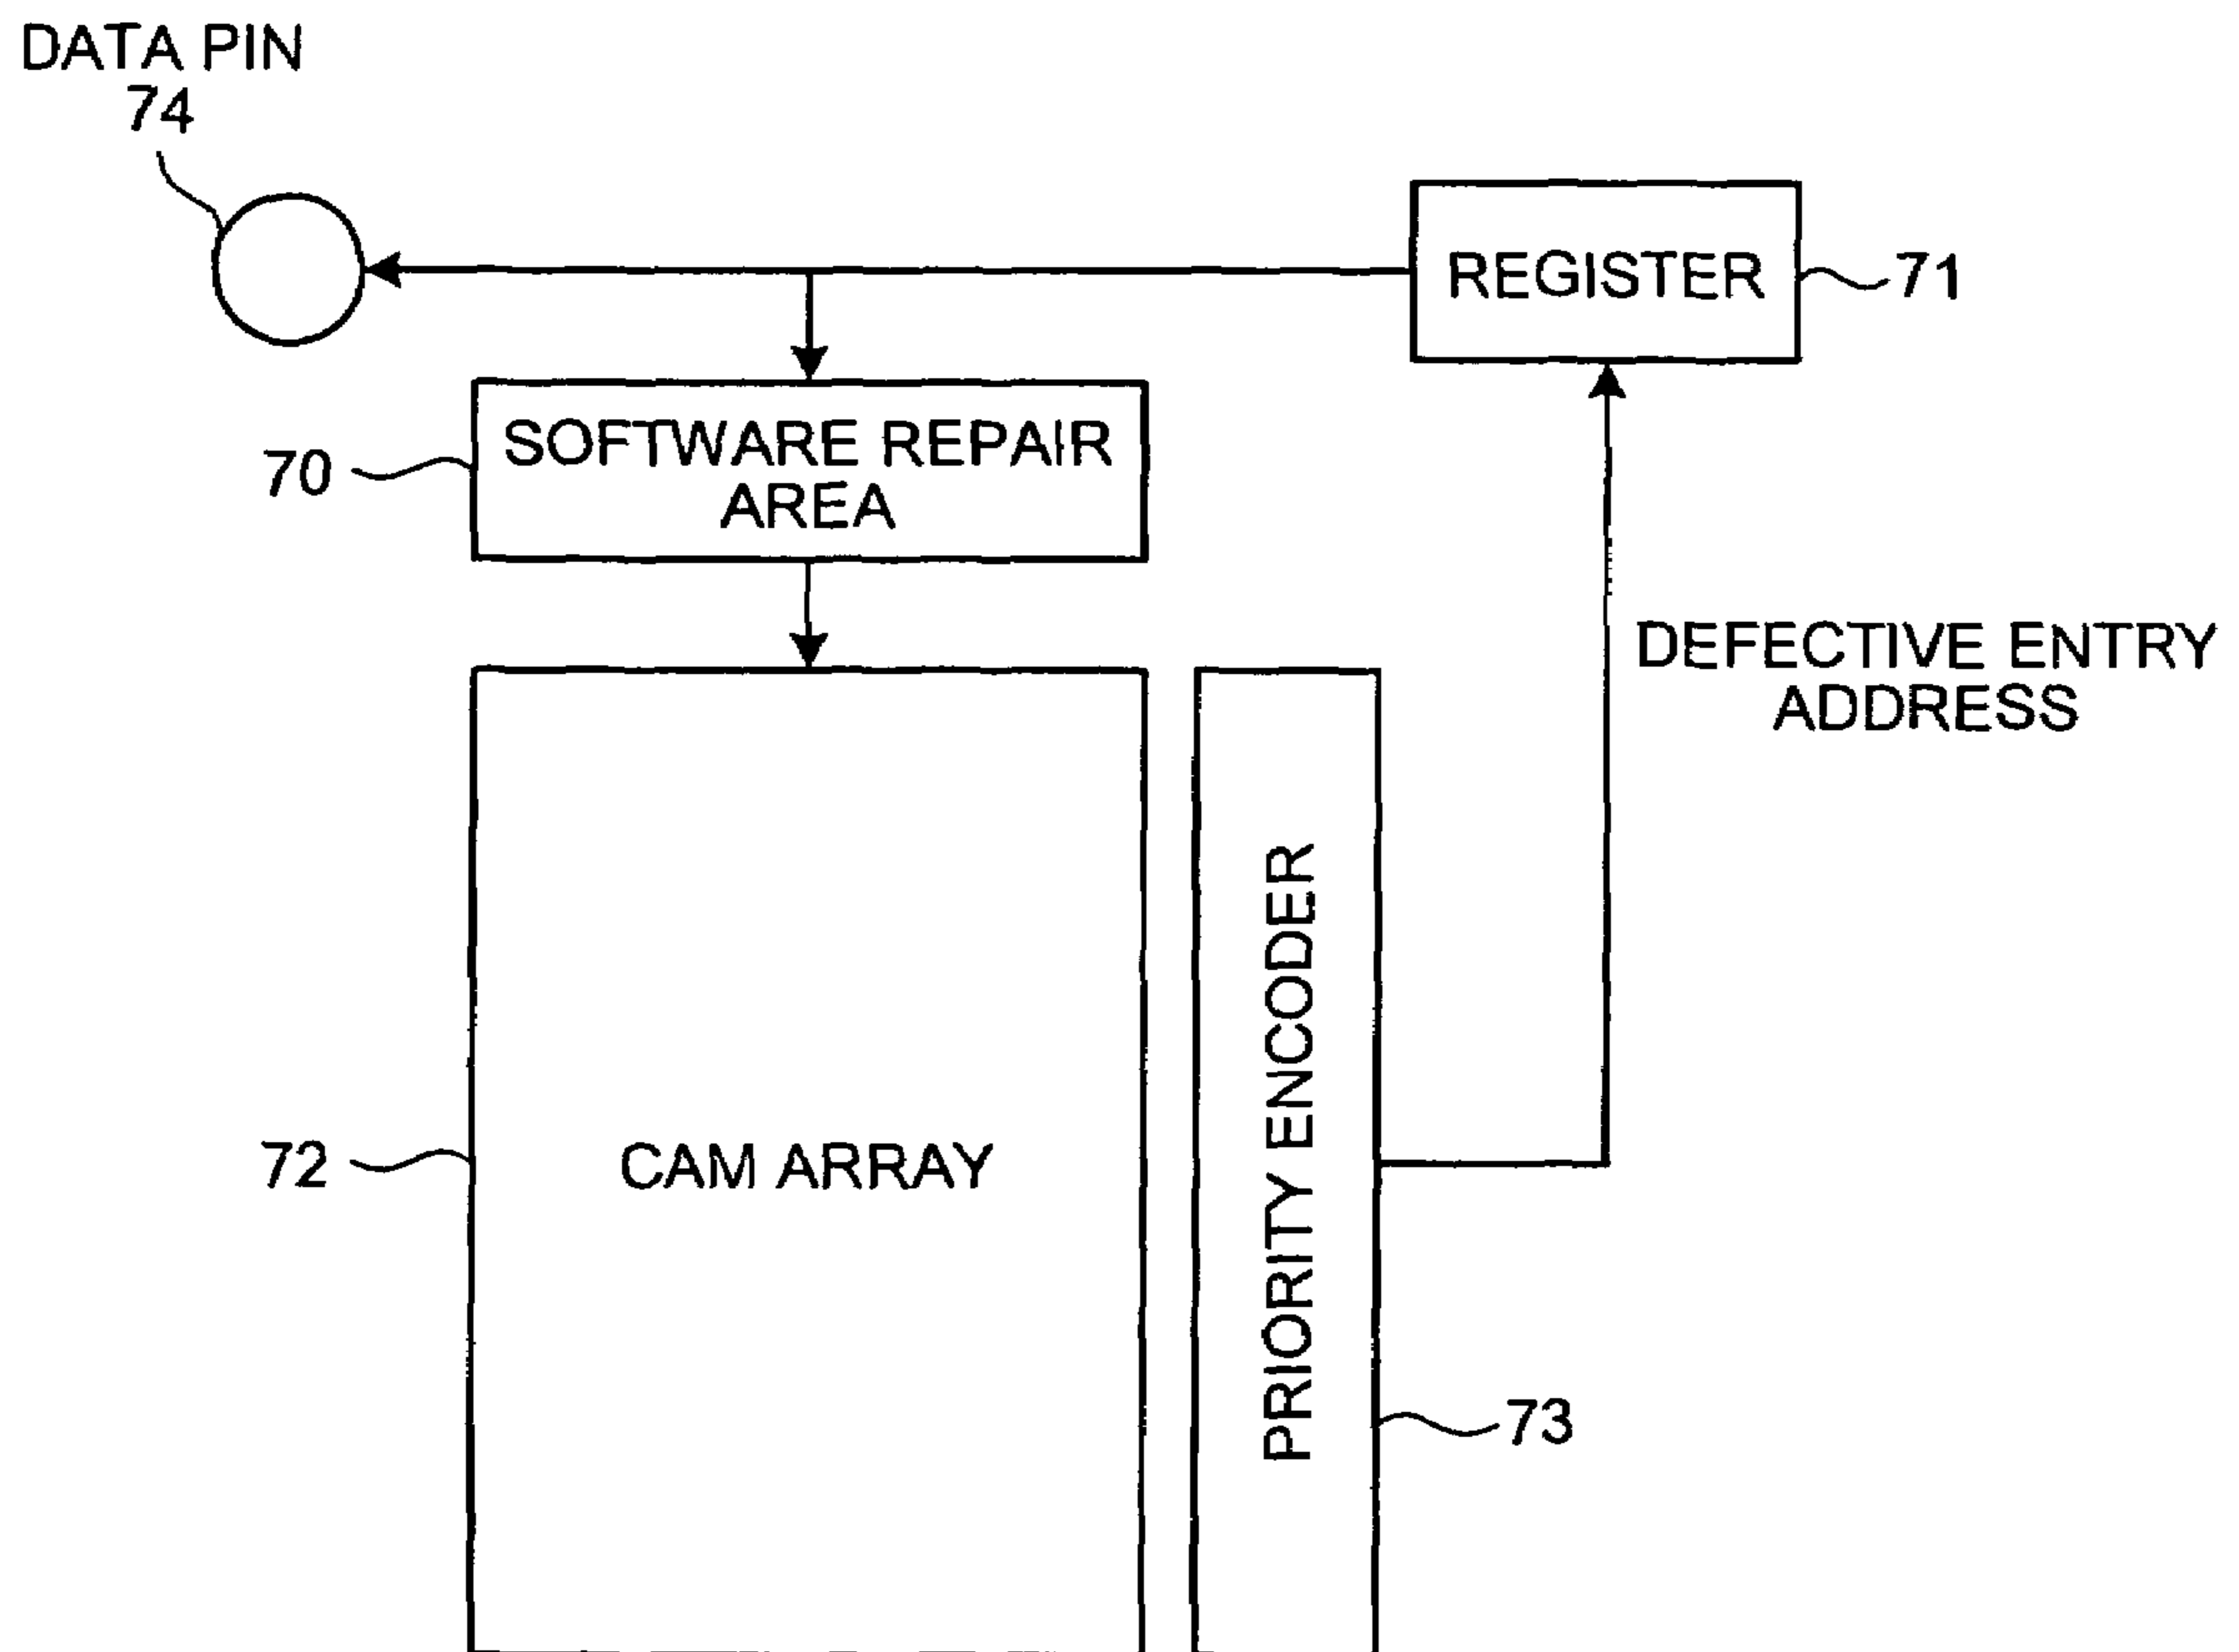 DATA PIN
74
REGISTER
71
70
SOFTWARE REPAIR
AREA
DEFECTIVE ENTRY
ADDRESS
72
CAM ARRAY
PRIORITY ENCODER
73